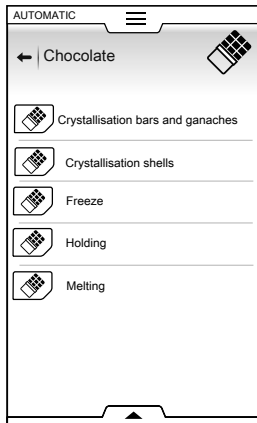 AUTOMATIC
Chocolate
Crystallisation bars and ganaches
Crystallisation shells
Freeze
Holding
Melting